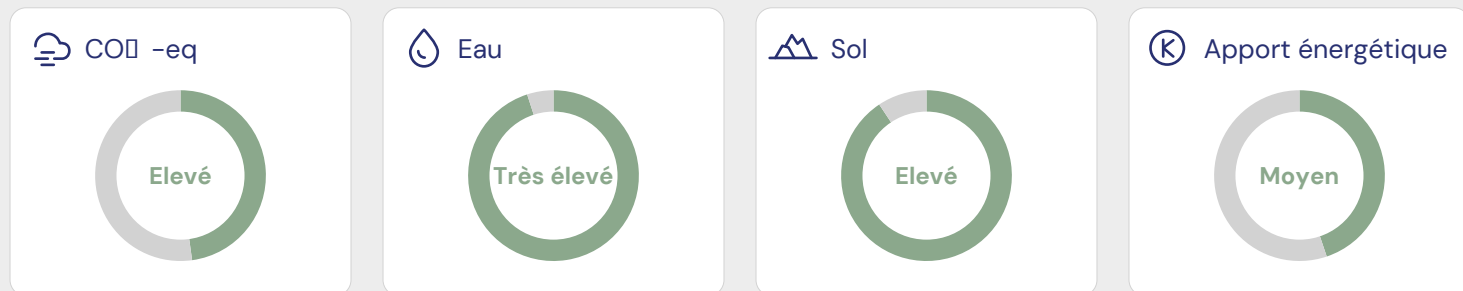 CO▯ -eq
Eau
Sol
Apport énergétique
Elevé
Très élevé
Elevé
Moyen